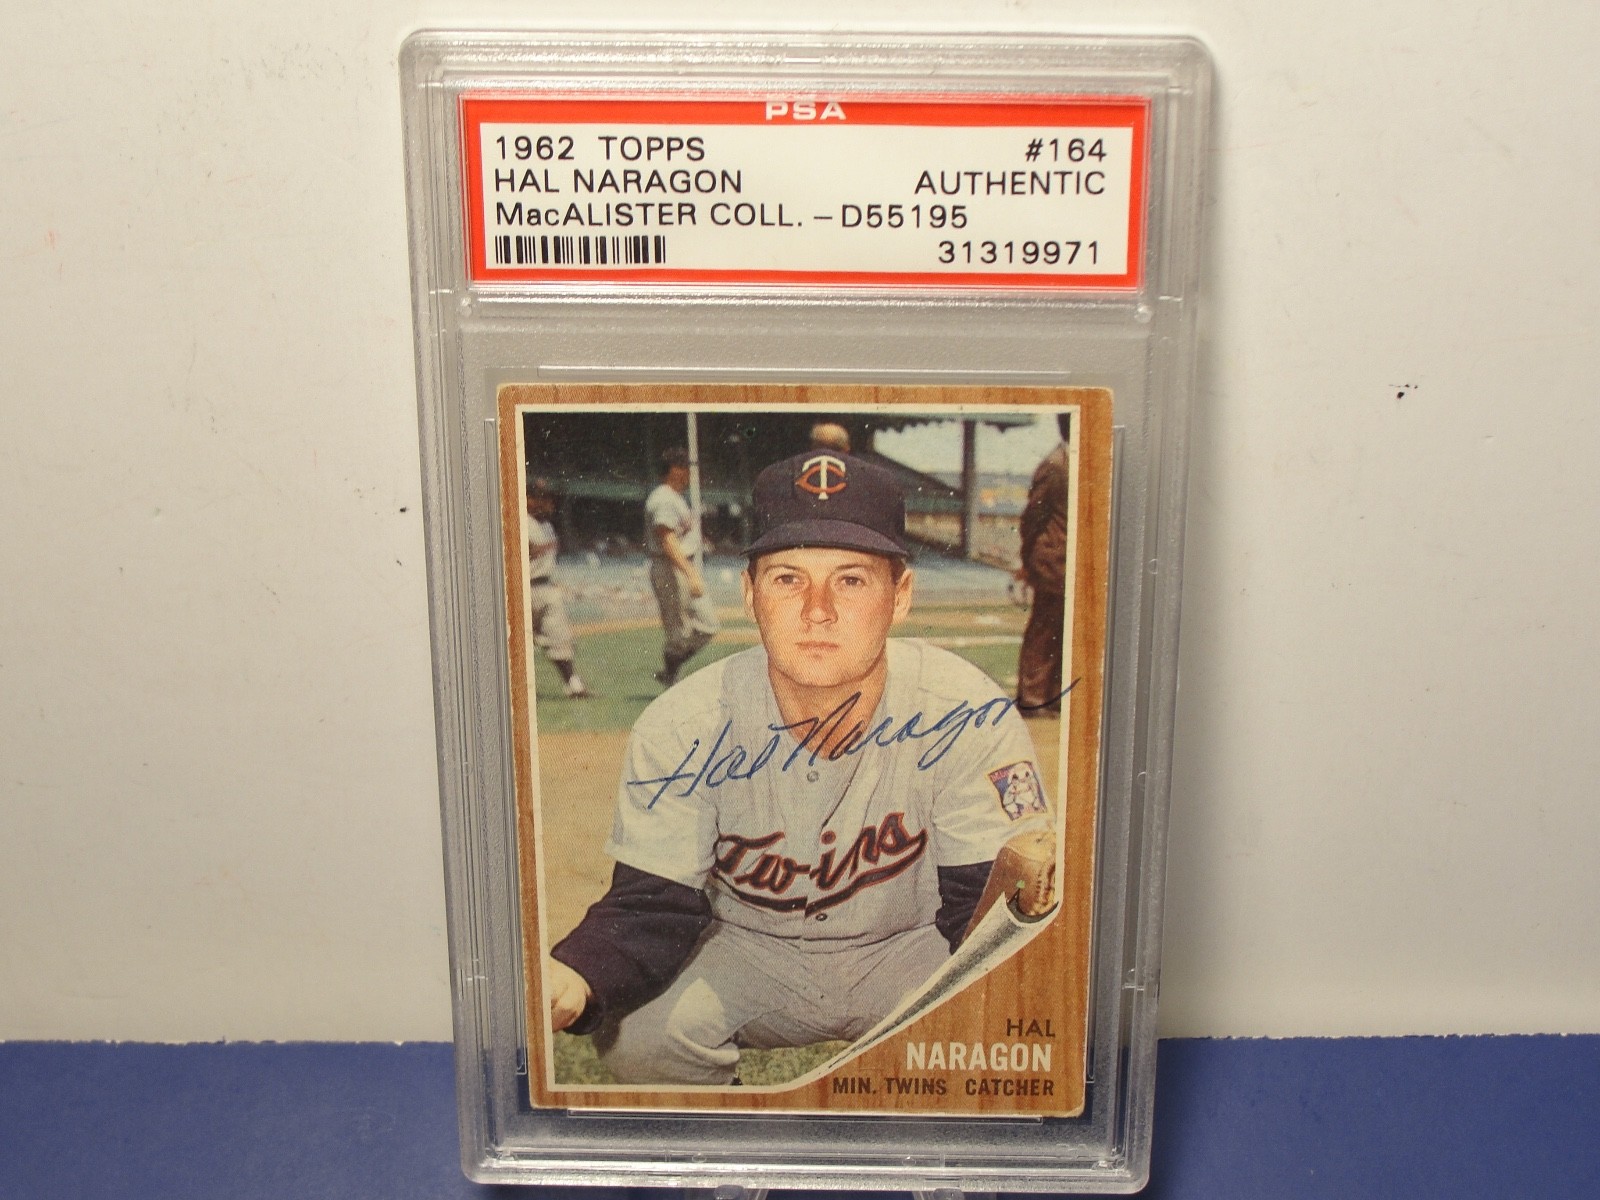 PSA
1962 TOPPS #164
HAL NARAGON AUTHENTIC
MacALISTER COLL. – D55195
31319971
TC
Hal Naragon
Twins
HAL
NARAGON
MIN. TWINS CATCHER